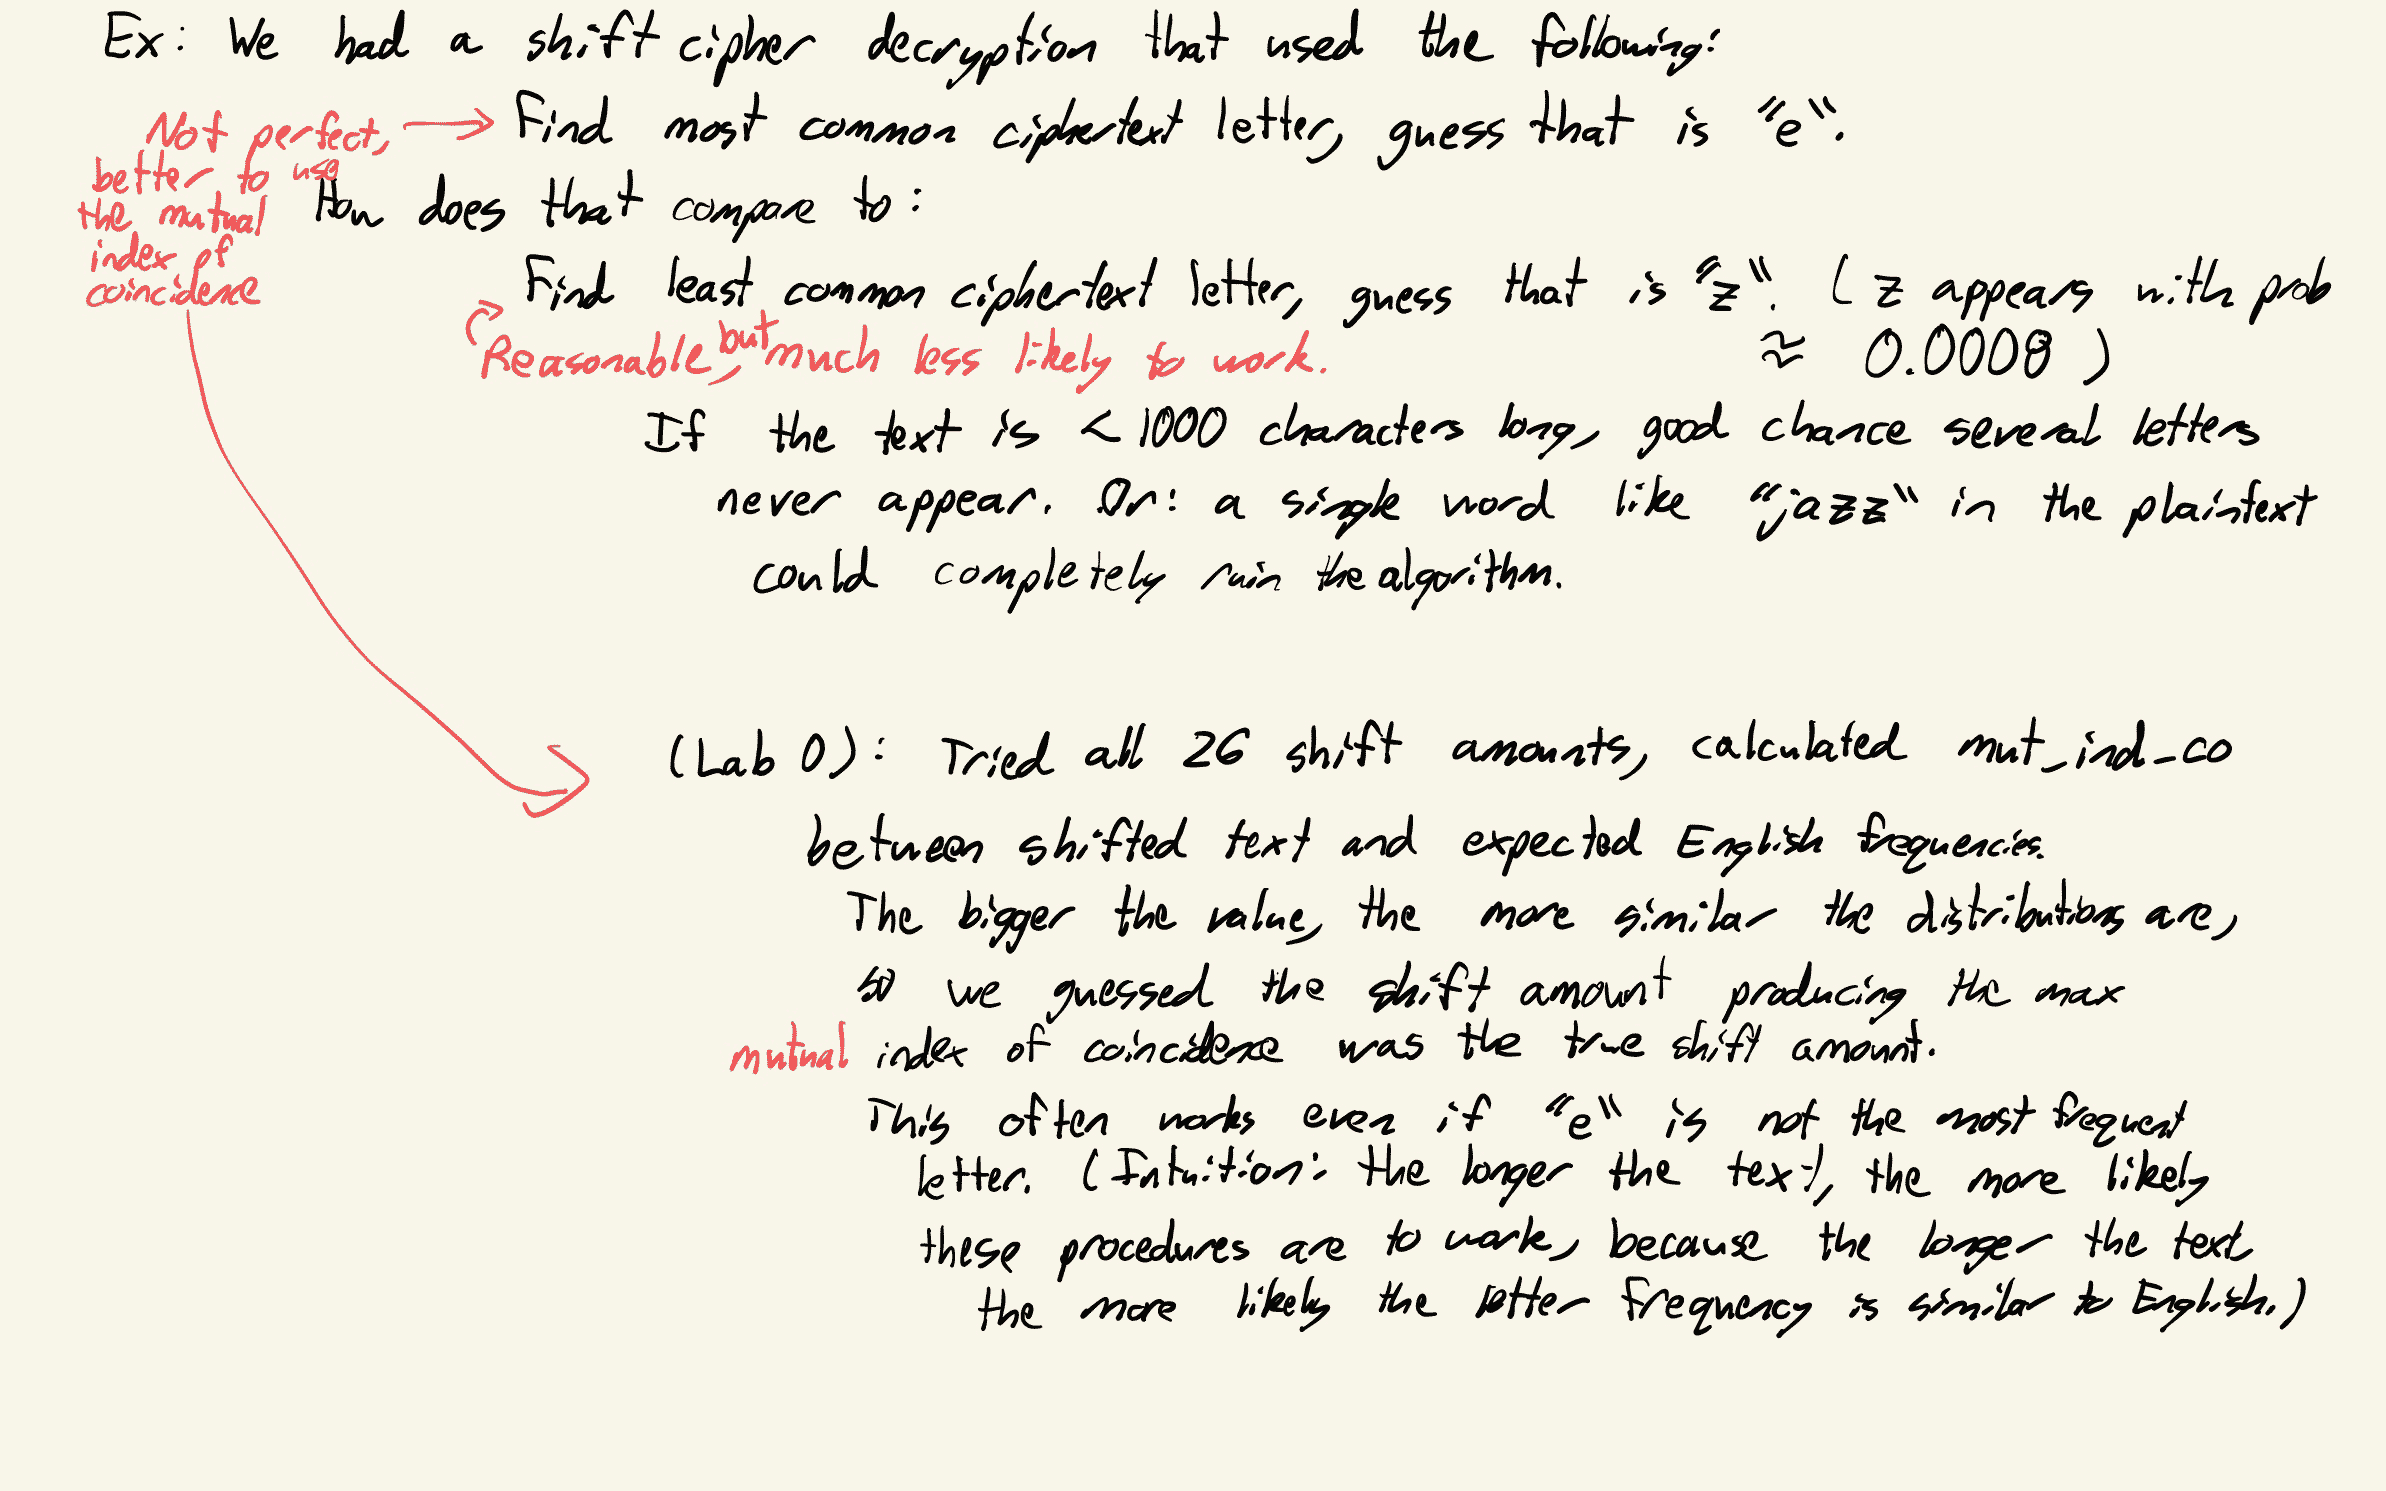 Ex: We had a shift cipher decryption that used the following:
Not perfect,
better to use
the mutual
index of
coincidence
Find most common ciphertext letter, guess that is "e".
How does that compare to:
Find least common ciphertext letter, guess that is "z". (z appears with prob
≈ 0.0008)
Reasonable, but much less likely to work.
If the text is < 1000 characters long, good chance several letters
never appear. Or: a single word like "jazz" in the plaintext
could completely ruin the algorithm.
(Lab 0): Tried all 26 shift amounts, calculated mut_ind_co
between shifted text and expected English frequencies.
The bigger the value, the more similar the distributions are,
so we guessed the shift amount producing the max
mutual index of coincidence was the true shift amount.
This often works even if "e" is not the most frequent
letter. (Intuition: the longer the text, the more likely
these procedures are to work, because the longer the text
the more likely the letter frequency is similar to English.)